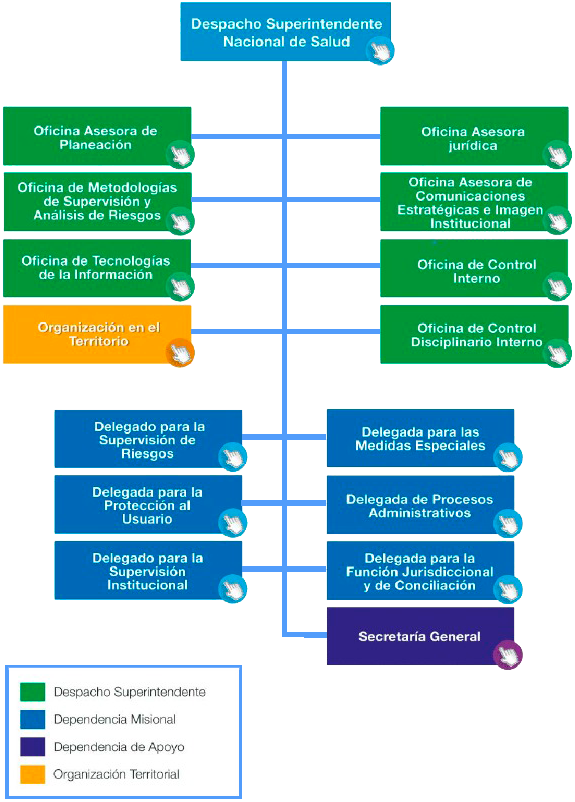 Despacho Superintendente
Nacional de Salud
Oficina Asesora de
Planeación
Oficina Asesora
jurídica
Oficina de Metodologías
de Supervisión y
Análisis de Riesgos
Oficina Asesora de
Comunicaciones
Estratégicas e Imagen
Institucional
Oficina de Tecnologías
de la Información
Oficina de Control
Interno
Organización en el
Territorio
Oficina de Control
Disciplinario Interno
Delegado para la
Supervisión de
Riesgos
Delegada para las
Medidas Especiales
Delegada para la
Protección al
Usuario
Delegada de Procesos
Administrativos
Delegado para la
Supervisión
Institucional
Delegada para la
Función Jurisdiccional
y de Conciliación
Secretaría General
Despacho Superintendente
Dependencia Misional
Dependencia de Apoyo
Organización Territorial